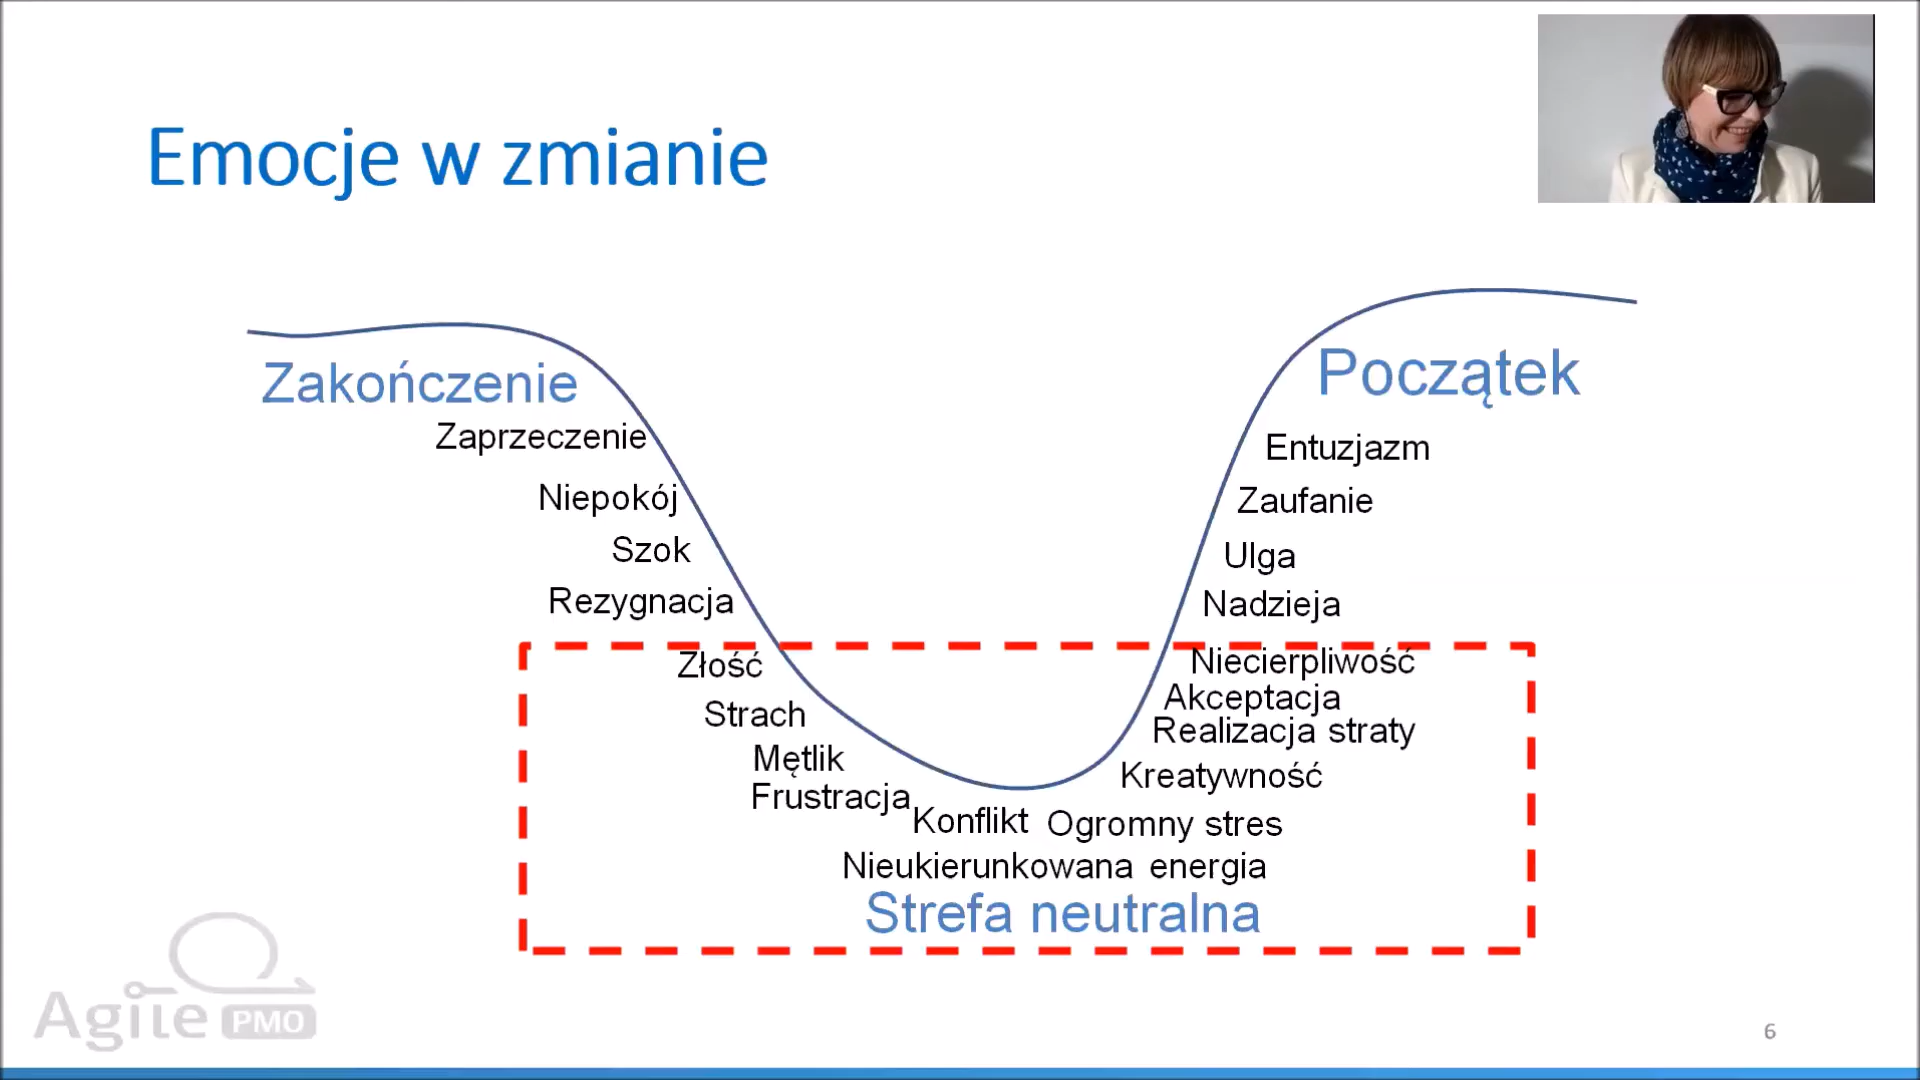 Emocje w zmianie
Zakończenie
Zaprzeczenie
Niepokój
Szok
Rezygnacja
Złość
Strach
Mętlik
Frustracja
Konflikt
Ogromny stres
Nieukierunkowana energia
Strefa neutralna
Początek
Entuzjazm
Zaufanie
Ulga
Nadzieja
Niecierpliwość
Akceptacja
Realizacja straty
Kreatywność
Agile PMO
6